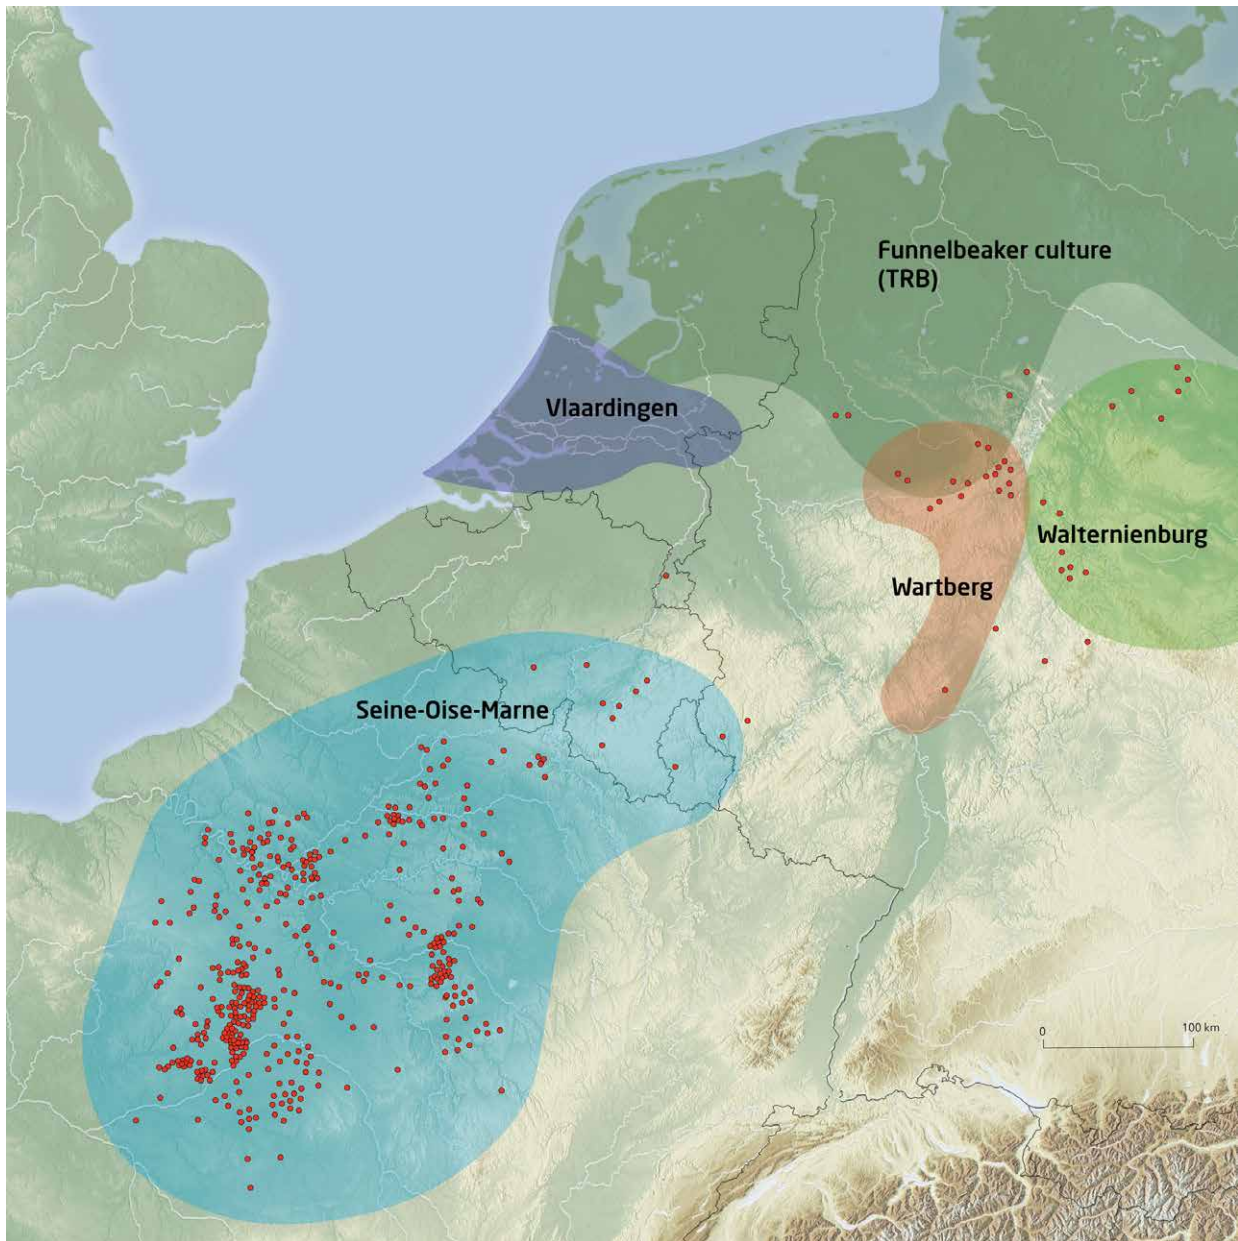 Funnelbeaker culture
(TRB)
Vlaardingen
Walternienburg
Wartberg
Seine-Oise-Marne
0
100 km